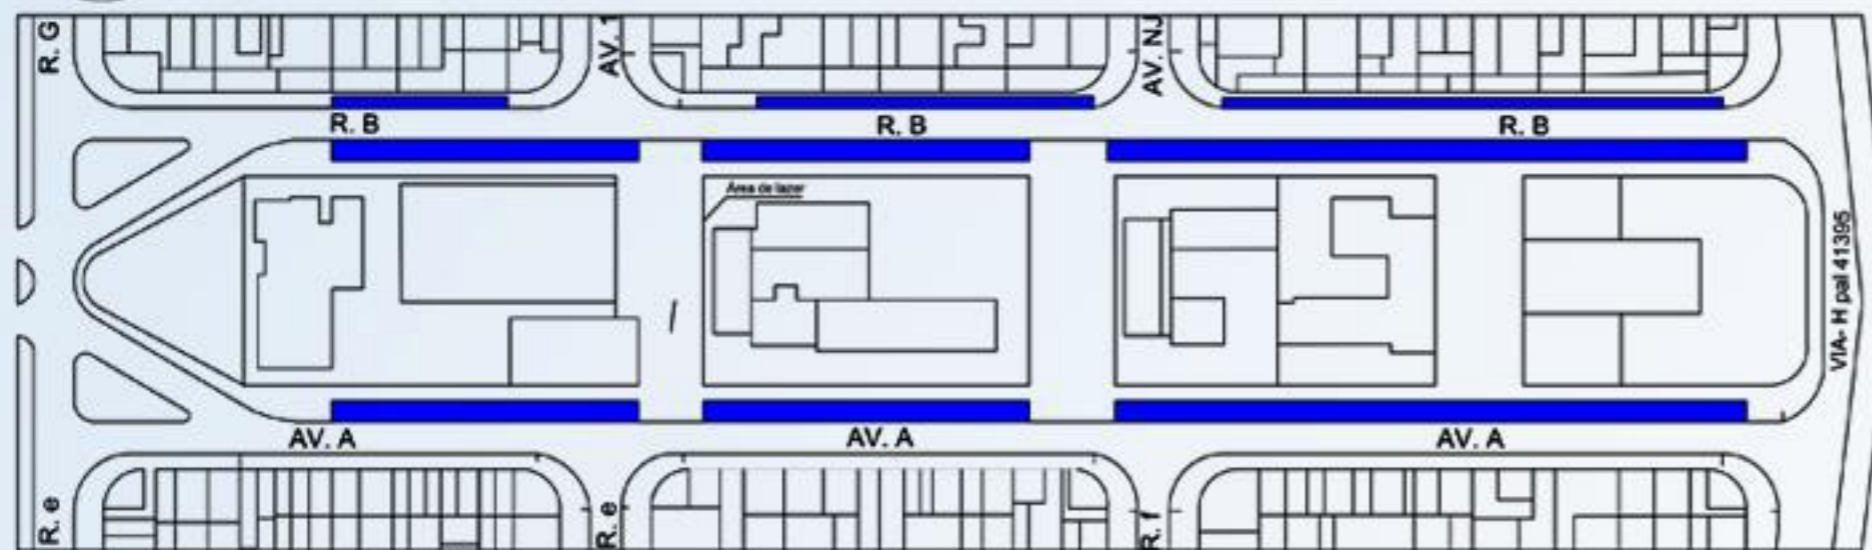 R. G
AV. 1
AV. NJ
R. B
R. B
R. B
Área de lazer
VIA- H pal 41395
AV. A
AV. A
AV. A
R. e
R. e
R. f